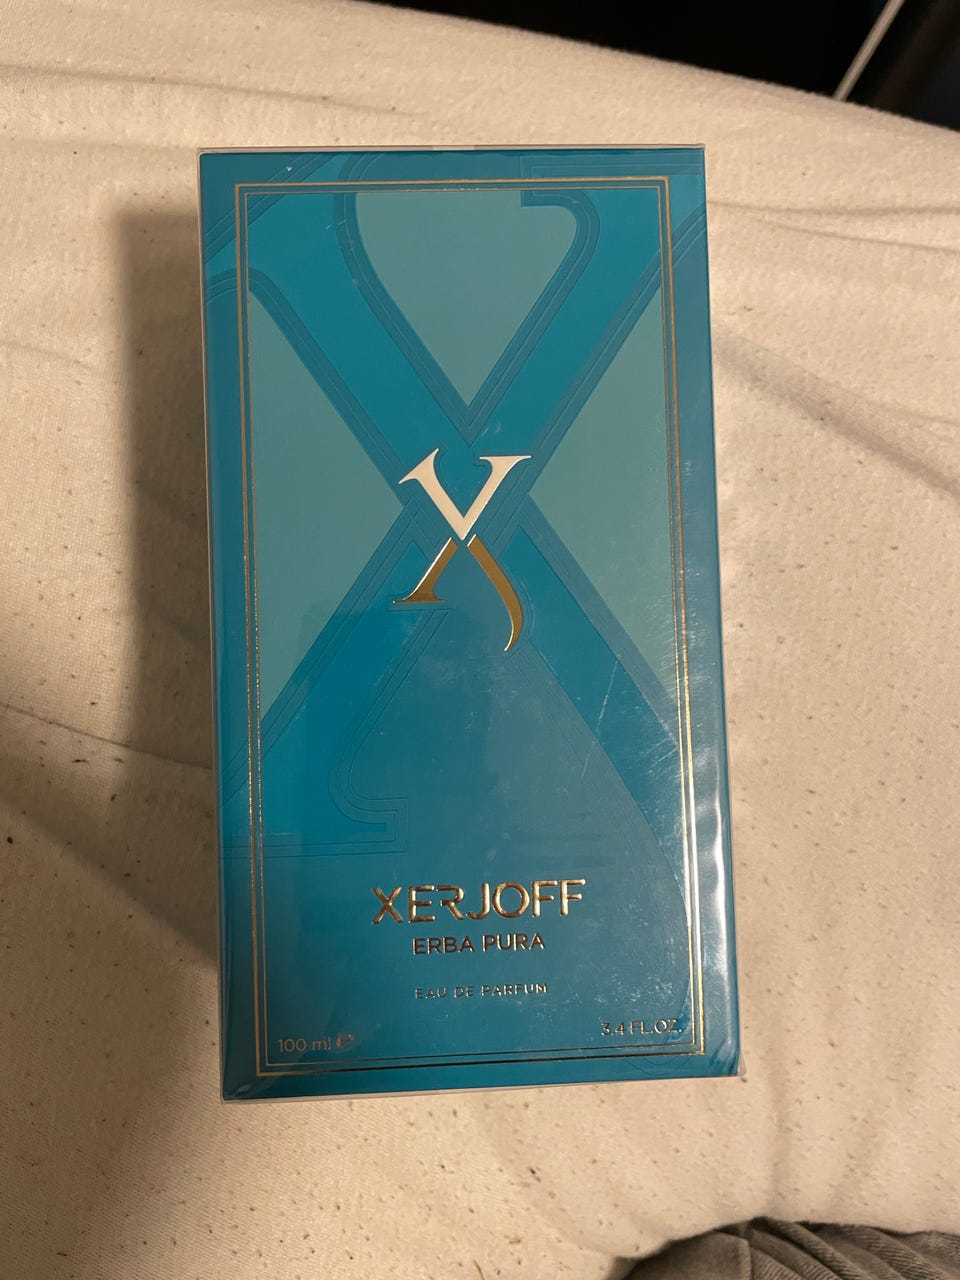 XERJOFF
ERBA PURA
EAU DE PARFUM
100 ml ℮
3.4 FL.OZ.